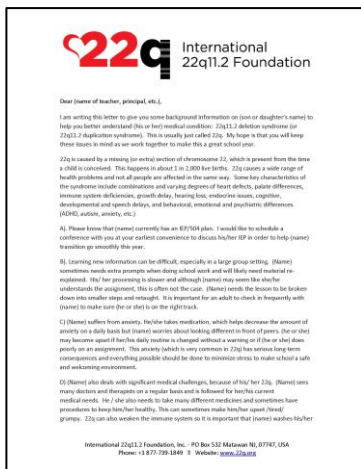 22q International
22q11.2 Foundation
Dear (name of teacher, principal, etc.),
I am writing this letter to give you some background information on (son or daughter's name) to
help you better understand (his or her) medical condition: 22q11.2 deletion syndrome (or
22q11.2 duplication syndrome). This is usually just called 22q. My hope is that you will keep
these issues in mind as we work together to make this a great school year.
22q is caused by a missing (or extra) section of chromosome 22, which is present from the time
a child is conceived. This happens in about 1 in 2,000 live births. 22q causes a wide range of
health problems and not all people are affected in the same way. Some key characteristics of
the syndrome include combinations and varying degrees of heart defects, palate differences,
immune system deficiencies, growth delay, hearing loss, endocrine issues, cognitive,
developmental and speech delays, and behavioral, emotional and psychiatric differences.
(ADHD, autism, anxiety, etc.)
A). Please know that (name) currently has an IEP/504 plan. I would like to schedule a
conference with you at your earliest convenience to discuss his/her IEP in order to help (name)
transition go smoothly this year.
B). Learning new information can be difficult, especially in a large group setting. (Name)
sometimes needs extra prompts when doing school work and will likely need material re-
explained. His/ her processing is slower and although (name) may seem like she/he
understands the assignment, this is often not the case. (Name) needs the lesson to be broken
down into smaller steps and retaught. It is important for an adult to check in frequently with
(name) to make sure (he or she) is on the right track.
C) (Name) suffers from anxiety. He/she takes medication, which helps decrease the amount of
anxiety on a daily basis but (name) worries about looking different in front of peers. (he or she)
may become upset if her/his daily routine is changed without a warning or if (he or she) does
poorly on an assignment. This anxiety (which is very common in 22q) has serious long-term
consequences and everything possible should be done to minimize stress to make school a safe
and welcoming environment.
D) (Name) also deals with significant medical challenges, because of his/ her 22q. (Name) sees
many doctors and therapists on a regular basis and is followed for her/his current
medical needs. He / she also needs to take many different medicines and sometimes have
procedures to keep him/her healthy. This can sometimes make him/her upset /tired/
grumpy. 22q can also weaken the immune system so it is important that (name) washes his/her
International 22q11.2 Foundation, Inc. · PO Box 532 Matawan NJ, 07747, USA
Phone: +1 877-739-1849 || Website: www.22q.org